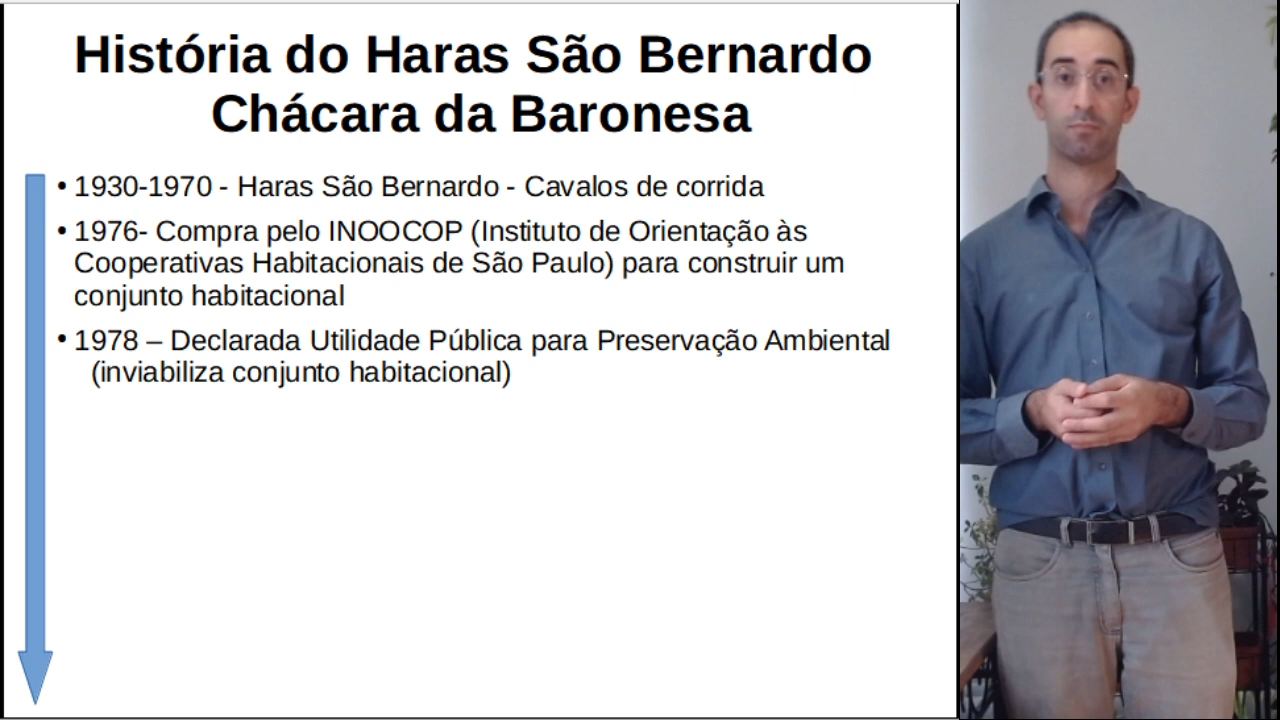 História do Haras São Bernardo
Chácara da Baronesa
• 1930-1970 - Haras São Bernardo - Cavalos de corrida
• 1976- Compra pelo INOOCOP (Instituto de Orientação às
Cooperativas Habitacionais de São Paulo) para construir um
conjunto habitacional
• 1978 – Declarada Utilidade Pública para Preservação Ambiental
(inviabiliza conjunto habitacional)